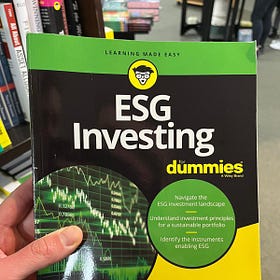 LEARNING MADE EASY
ESG
Investing
for
dummies
A Wiley Brand
Navigate the
ESG investment landscape
Understand investment principles
for a sustainable portfolio
Identify the instruments
enabling ESG